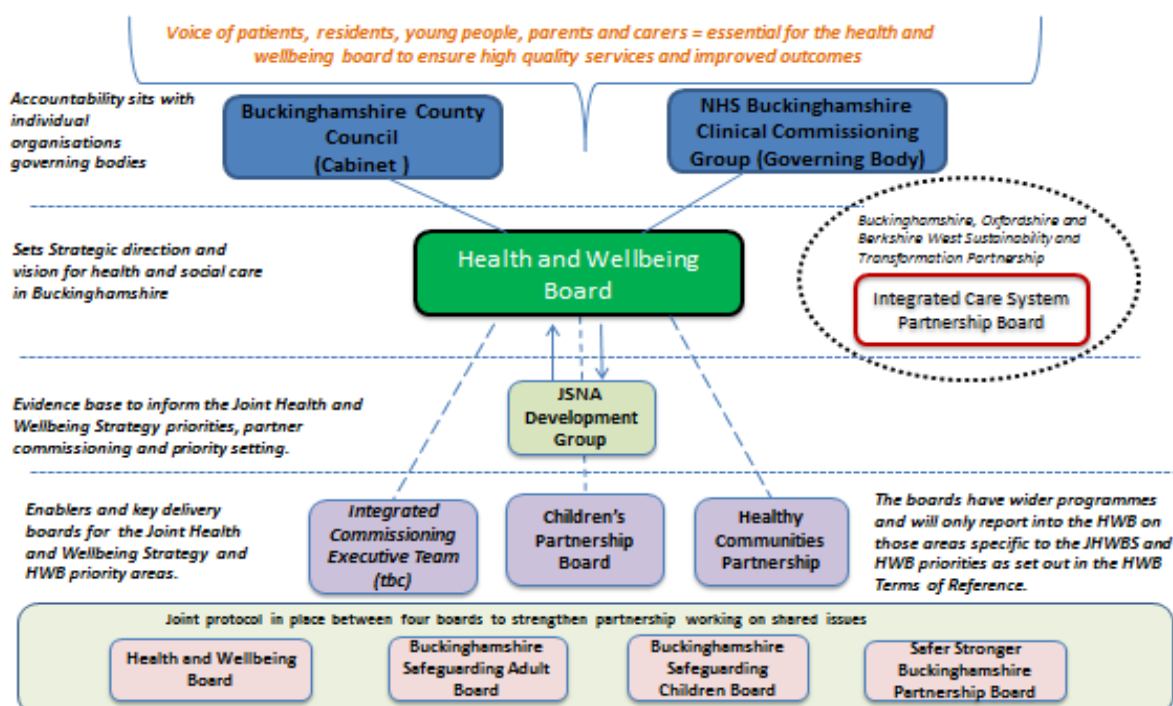 Voice of patients, residents, young people, parents and carers = essential for the health and
wellbeing board to ensure high quality services and improved outcomes
Accountability sits with
individual
organisations
governing bodies
Buckinghamshire County
Council
(Cabinet )
NHS Buckinghamshire
Clinical Commissioning
Group (Governing Body)
Sets Strategic direction and
vision for health and social care
in Buckinghamshire
Health and Wellbeing
Board
Buckinghamshire, Oxfordshire and
Berkshire West Sustainability and
Transformation Partnership
Integrated Care System
Partnership Board
Evidence base to inform the Joint Health and
Wellbeing Strategy priorities, partner
commissioning and priority setting.
JSNA
Development
Group
Enablers and key delivery
boards for the Joint Health
and Wellbeing Strategy and
HWB priority areas.
Integrated
Commissioning
Executive Team
(tbc)
Children's
Partnership
Board
Healthy
Communities
Partnership
The boards have wider programmes
and will only report into the HWB on
those areas specific to the JHWBS and
HWB priorities as set out in the HWB
Terms of Reference.
Joint protocol in place between four boards to strengthen partnership working on shared issues
Health and Wellbeing
Board
Buckinghamshire
Safeguarding Adult
Board
Buckinghamshire
Safeguarding
Children Board
Safer Stronger
Buckinghamshire
Partnership Board